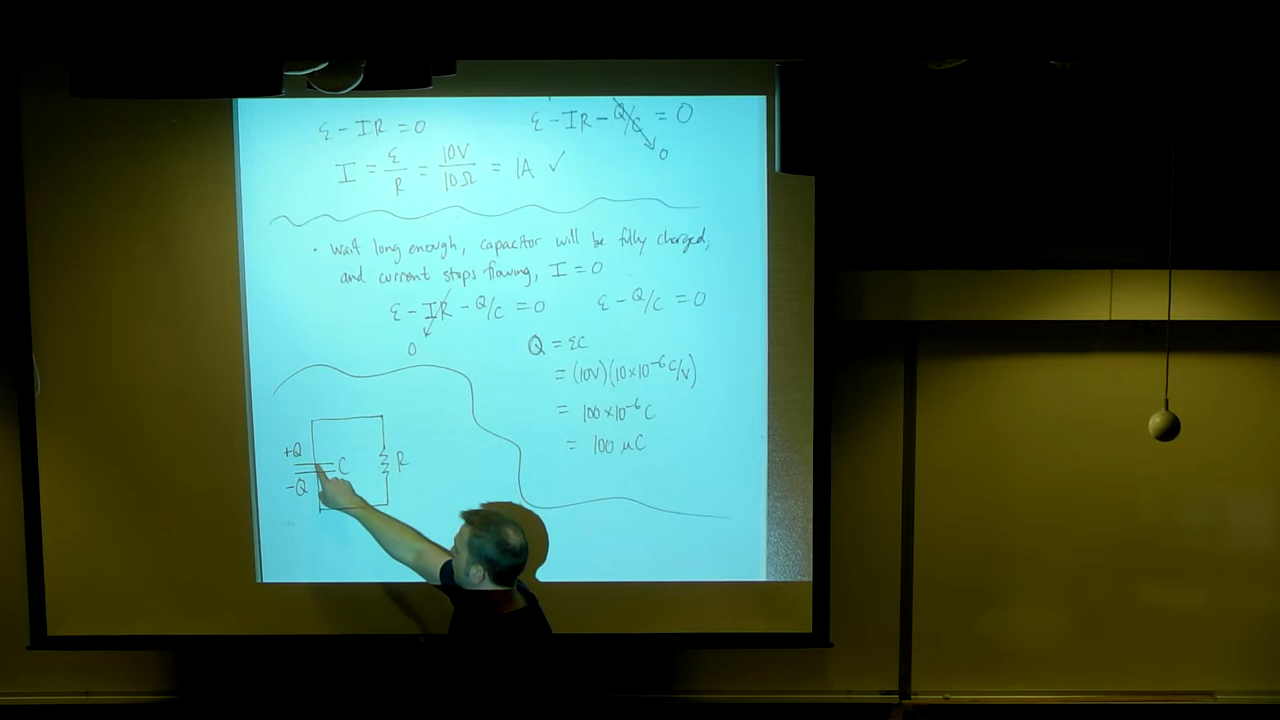 ε - IR = 0
ε - IR - Q/C = 0
0
I = ε/R = 10V/10Ω = 1A ✓
• Wait long enough, capacitor will be fully charged,
and current stops flowing, I = 0
ε - IR - Q/C = 0
0
ε - Q/C = 0
Q = εC
= (10V)(10×10⁻⁶ C/V)
= 100×10⁻⁶ C
= 100 μC
+Q
C
R
-Q